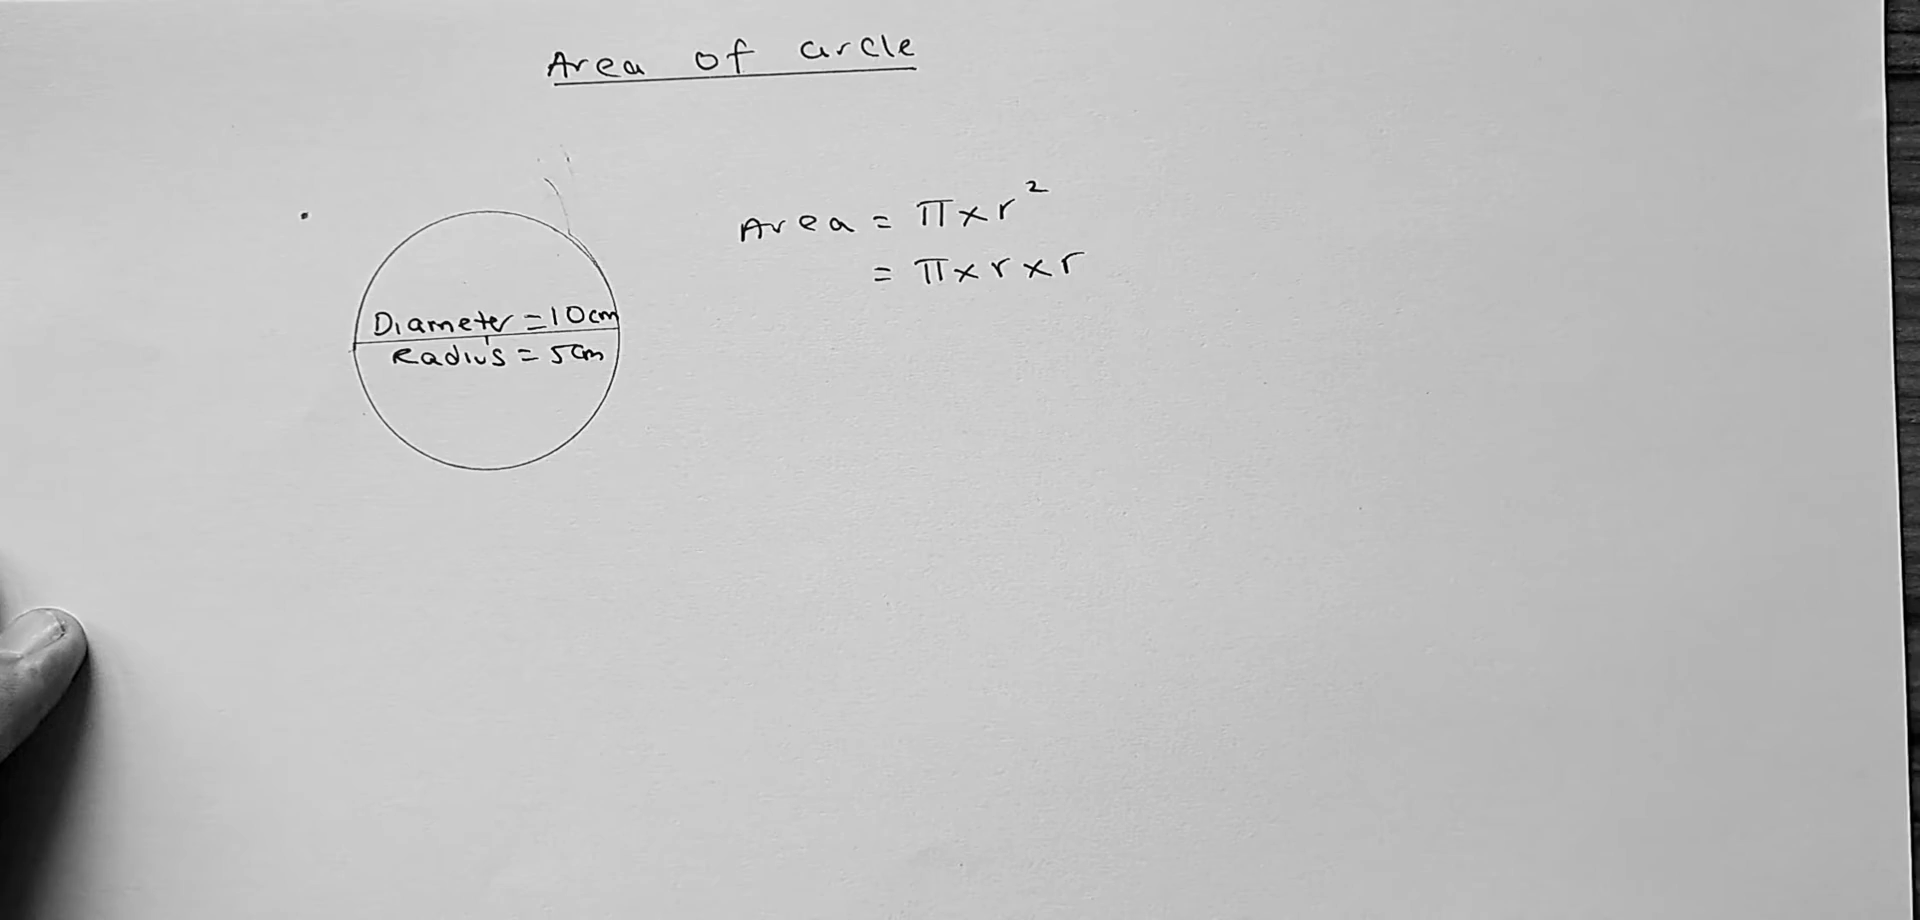 Area of circle
Area = π × r²
= π × r × r
Diameter = 10cm
Radius = 5cm